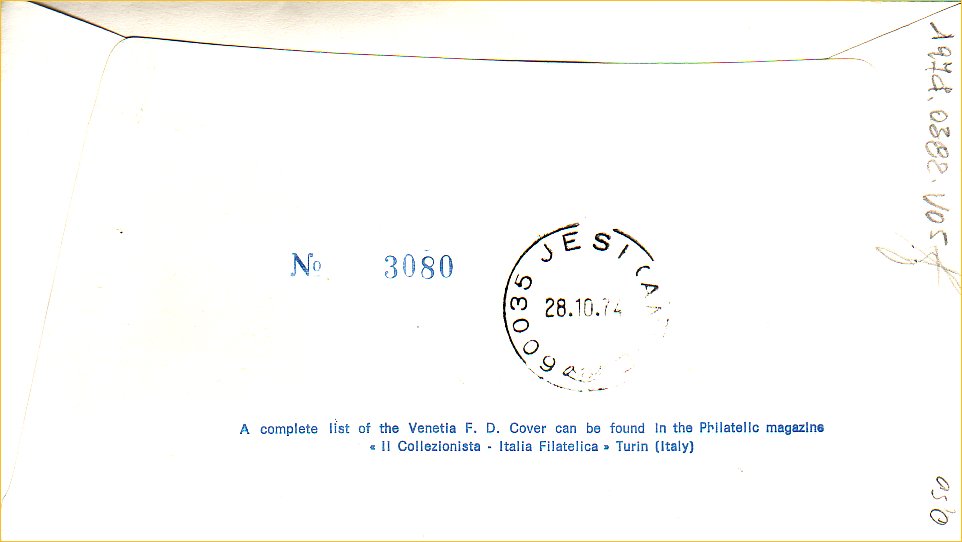 Nº 3080
60035 JESI (AN)
28.10.74
A complete list of the Venetia F. D. Cover can be found in the Philatelic magazine
« Il Collezionista - Italia Filatelica » Turin (Italy)